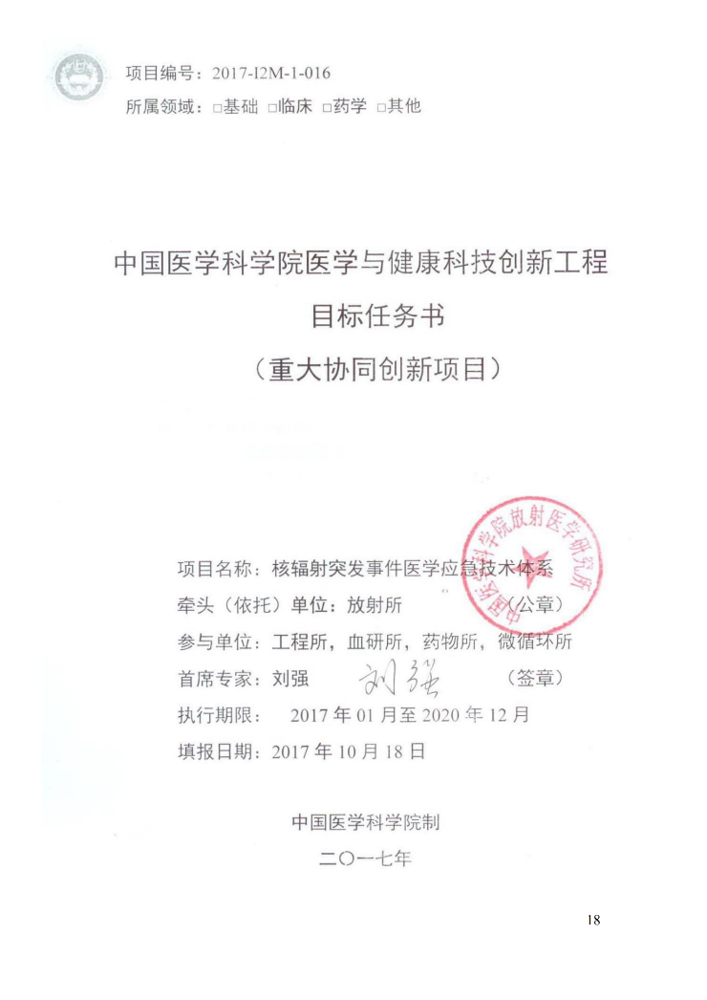 项目编号：2017-I2M-1-016
所属领域：□基础 □临床 □药学 □其他
中国医学科学院医学与健康科技创新工程
目标任务书
（重大协同创新项目）
中国医学科学院放射医学研究所
项目名称：核辐射突发事件医学应急技术体系
牵头（依托）单位：放射所 （公章）
参与单位：工程所，血研所，药物所，微循环所
首席专家：刘强 刘强 （签章）
执行期限： 2017 年 01 月至 2020 年 12 月
填报日期：2017 年 10 月 18 日
中国医学科学院制
二〇一七年
18